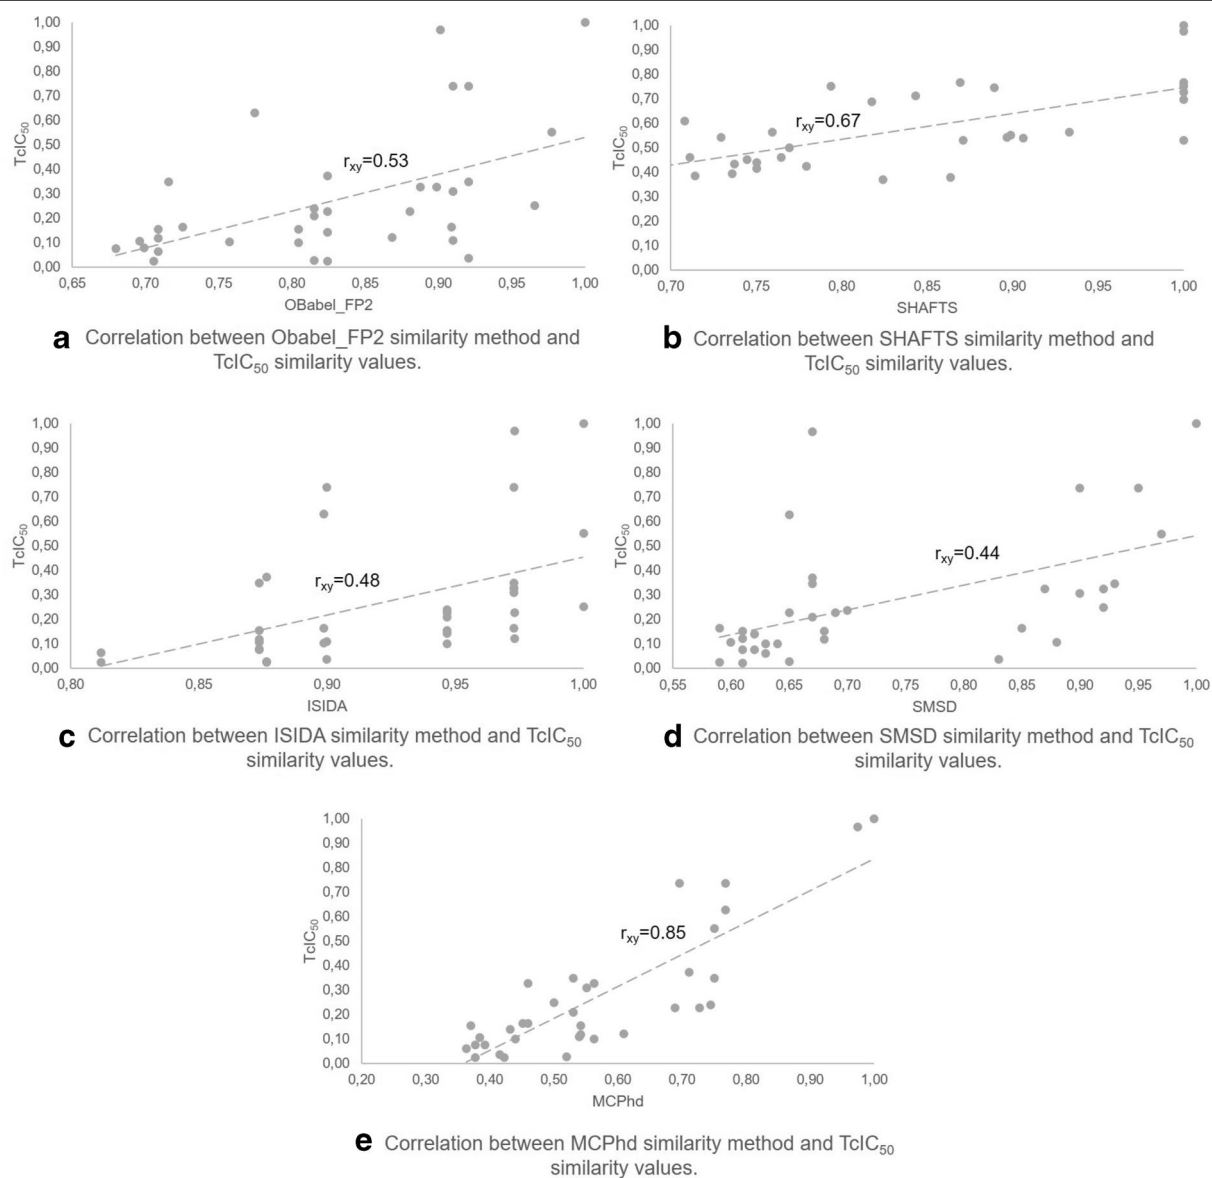 1,00
0,90
0,80
0,70
0,60
0,50
0,40
0,30
0,20
0,10
0,00
TcIC50
rxy=0.53
0,65 0,70 0,75 0,80 0,85 0,90 0,95 1,00
OBabel_FP2
a Correlation between Obabel_FP2 similarity method and
TcIC50 similarity values.
1,00
0,90
0,80
0,70
0,60
0,50
0,40
0,30
0,20
0,10
0,00
TcIC50
rxy=0.67
0,70 0,75 0,80 0,85 0,90 0,95 1,00
SHAFTS
b Correlation between SHAFTS similarity method and
TcIC50 similarity values.
1,00
0,90
0,80
0,70
0,60
0,50
0,40
0,30
0,20
0,10
0,00
TcIC50
rxy=0.48
0,80 0,85 0,90 0,95 1,00
ISIDA
c Correlation between ISIDA similarity method and TcIC50
similarity values.
1,00
0,90
0,80
0,70
0,60
0,50
0,40
0,30
0,20
0,10
0,00
TcIC50
rxy=0.44
0,55 0,60 0,65 0,70 0,75 0,80 0,85 0,90 0,95 1,00
SMSD
d Correlation between SMSD similarity method and TcIC50
similarity values.
1,00
0,90
0,80
0,70
0,60
0,50
0,40
0,30
0,20
0,10
0,00
TcIC50
rxy=0.85
0,20 0,30 0,40 0,50 0,60 0,70 0,80 0,90 1,00
MCPhd
e Correlation between MCPhd similarity method and TcIC50
similarity values.